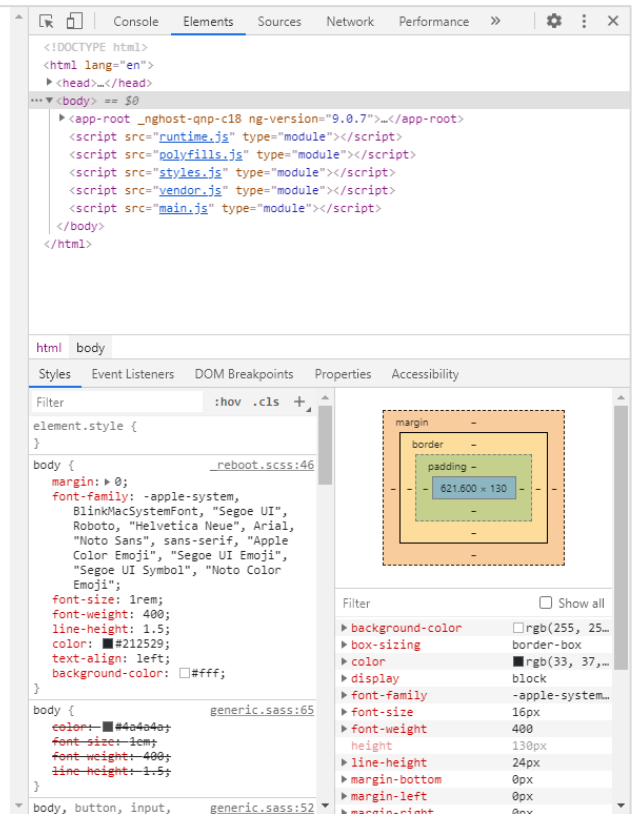 Console Elements Sources Network Performance »
<!DOCTYPE html>
<html lang="en">
<head>…</head>
<body> == $0
<app-root _nghost-qnp-c18 ng-version="9.0.7">…</app-root>
<script src="runtime.js" type="module"></script>
<script src="polyfills.js" type="module"></script>
<script src="styles.js" type="module"></script>
<script src="vendor.js" type="module"></script>
<script src="main.js" type="module"></script>
</body>
</html>
html body
Styles Event Listeners DOM Breakpoints Properties Accessibility
Filter :hov .cls +
element.style {
}
body { _reboot.scss:46
margin: 0;
font-family: -apple-system,
BlinkMacSystemFont, "Segoe UI",
Roboto, "Helvetica Neue", Arial,
"Noto Sans", sans-serif, "Apple
Color Emoji", "Segoe UI Emoji",
"Segoe UI Symbol", "Noto Color
Emoji";
font-size: 1rem;
font-weight: 400;
line-height: 1.5;
color: #212529;
text-align: left;
background-color: #fff;
}
body { generic.sass:65
color: #4a4a4a;
font-size: 1em;
font-weight: 400;
line-height: 1.5;
}
body, button, input, generic.sass:52
margin –
border –
padding –
– – – 621.600 × 130 – – –
–
–
–
Filter Show all
background-color rgb(255, 25…
box-sizing border-box
color rgb(33, 37,…
display block
font-family -apple-system…
font-size 16px
font-weight 400
height 130px
line-height 24px
margin-bottom 0px
margin-left 0px
margin-right 0px